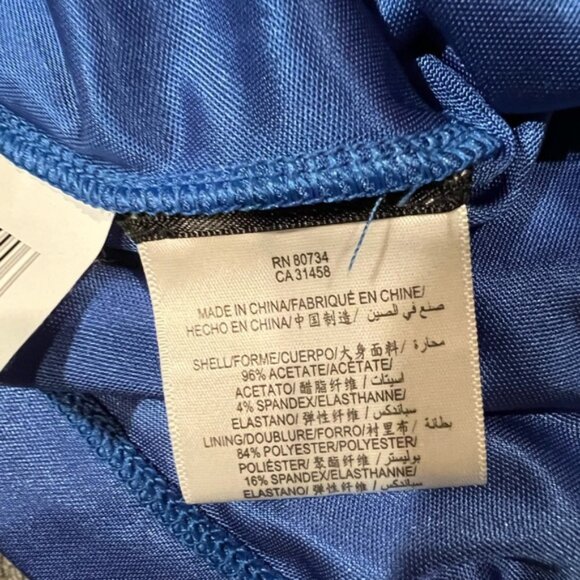 RN 80734
CA 31458
MADE IN CHINA/FABRIQUÉ EN CHINE/
HECHO EN CHINA/中国制造/ صنع في الصين
SHELL/FORME/CUERPO/大身面料/ محارة/
96% ACETATE/ACETATE/
ACETATO/醋酯纤维/ أسيتات/
4% SPANDEX/ELASTHANNE/
ELASTANO/弹性纤维/ سباندكس/
LINING/DOUBLURE/FORRO/衬里布/ بطانة/
84% POLYESTER/POLYESTER/
POLIÉSTER/聚酯纤维/ بوليستر/
16% SPANDEX/ELASTHANNE/
ELASTANO/弹性纤维/ سباندكس